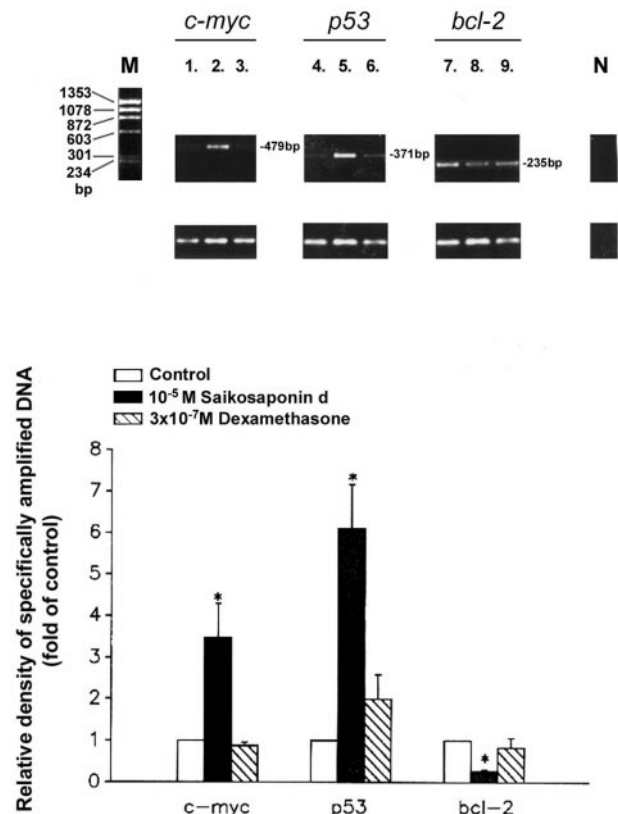 c-myc p53 bcl-2
M 1. 2. 3. 4. 5. 6. 7. 8. 9. N
1353
1078
872
603
301
234
bp
-479bp
-371bp
-235bp
Control
10⁻⁵ M Saikosaponin d
3x10⁻⁷M Dexamethasone
Relative density of specifically amplified DNA
(fold of control)
8
7
6
5
4
3
2
1
0
*
*
*
c-myc p53 bcl-2